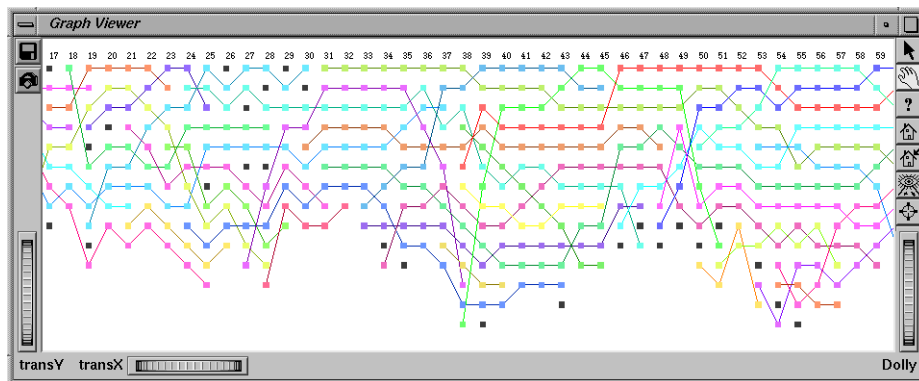 Graph Viewer
17 18 19 20 21 22 23 24 25 26 27 28 29 30 31 32 33 34 35 36 37 38 39 40 41 42 43 44 45 46 47 48 49 50 51 52 53 54 55 56 57 58 59
?
transY transX Dolly